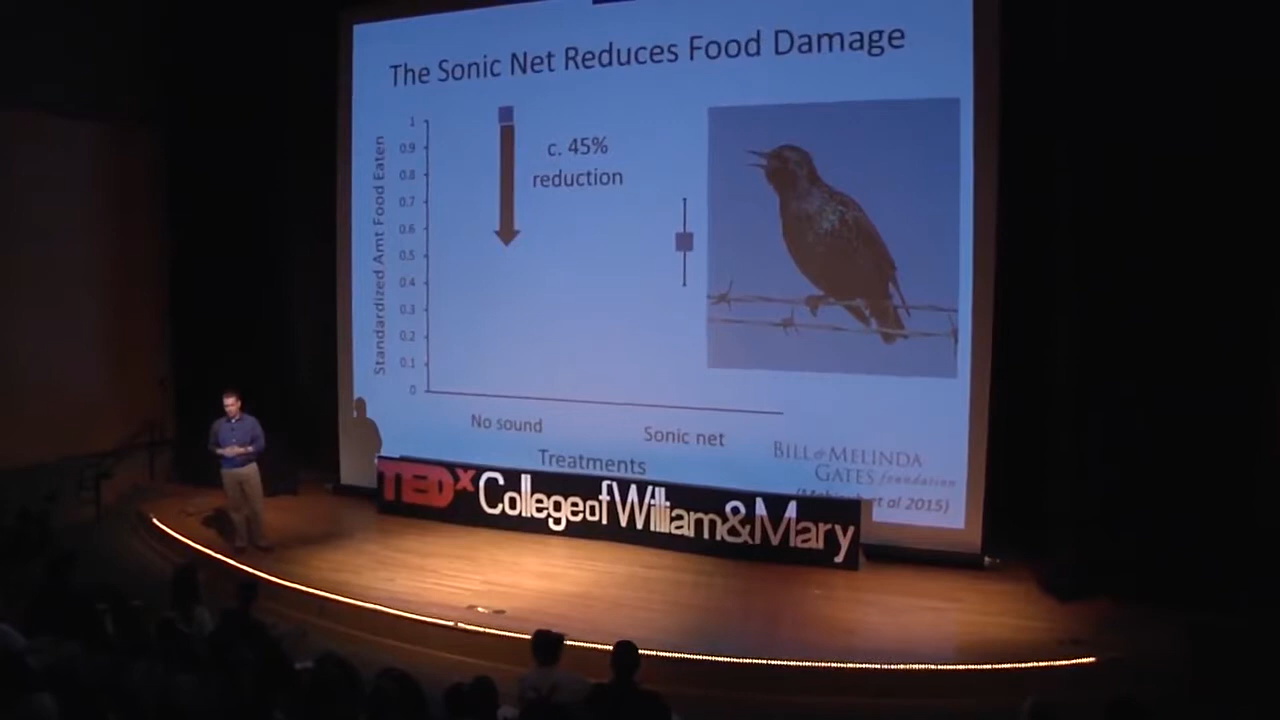 The Sonic Net Reduces Food Damage
Standardized Amt Food Eaten
1
0.9
0.8
0.7
0.6
0.5
0.4
0.3
0.2
0.1
0
c. 45%
reduction
No sound
Sonic net
Treatments
BILL & MELINDA
GATES foundation
et al 2015)
TEDx College of William & Mary